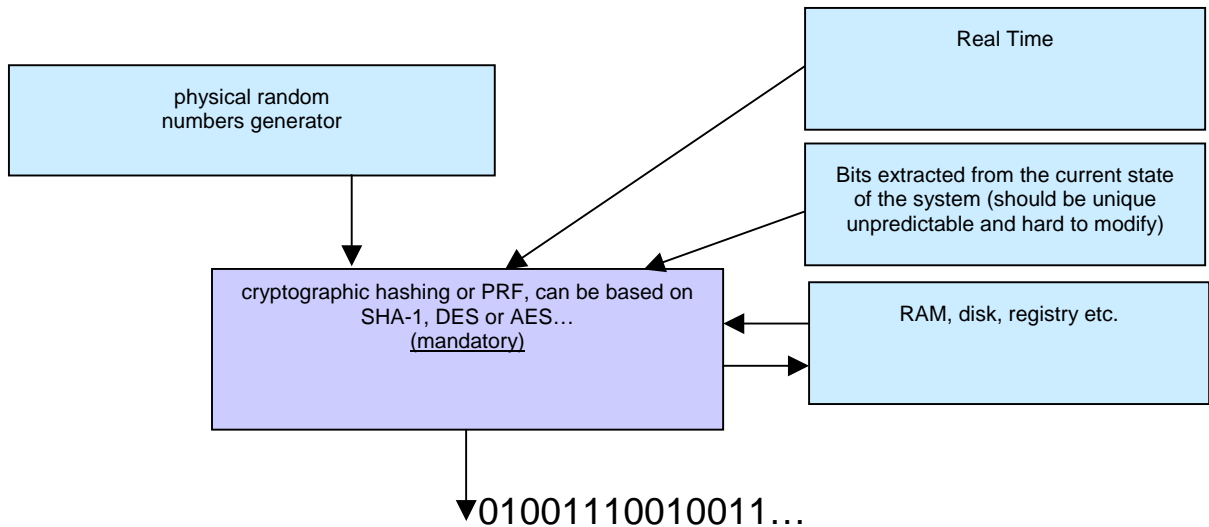 Real Time
physical random
numbers generator
Bits extracted from the current state
of the system (should be unique
unpredictable and hard to modify)
cryptographic hashing or PRF, can be based on
SHA-1, DES or AES…
(mandatory)
RAM, disk, registry etc.
01001110010011…